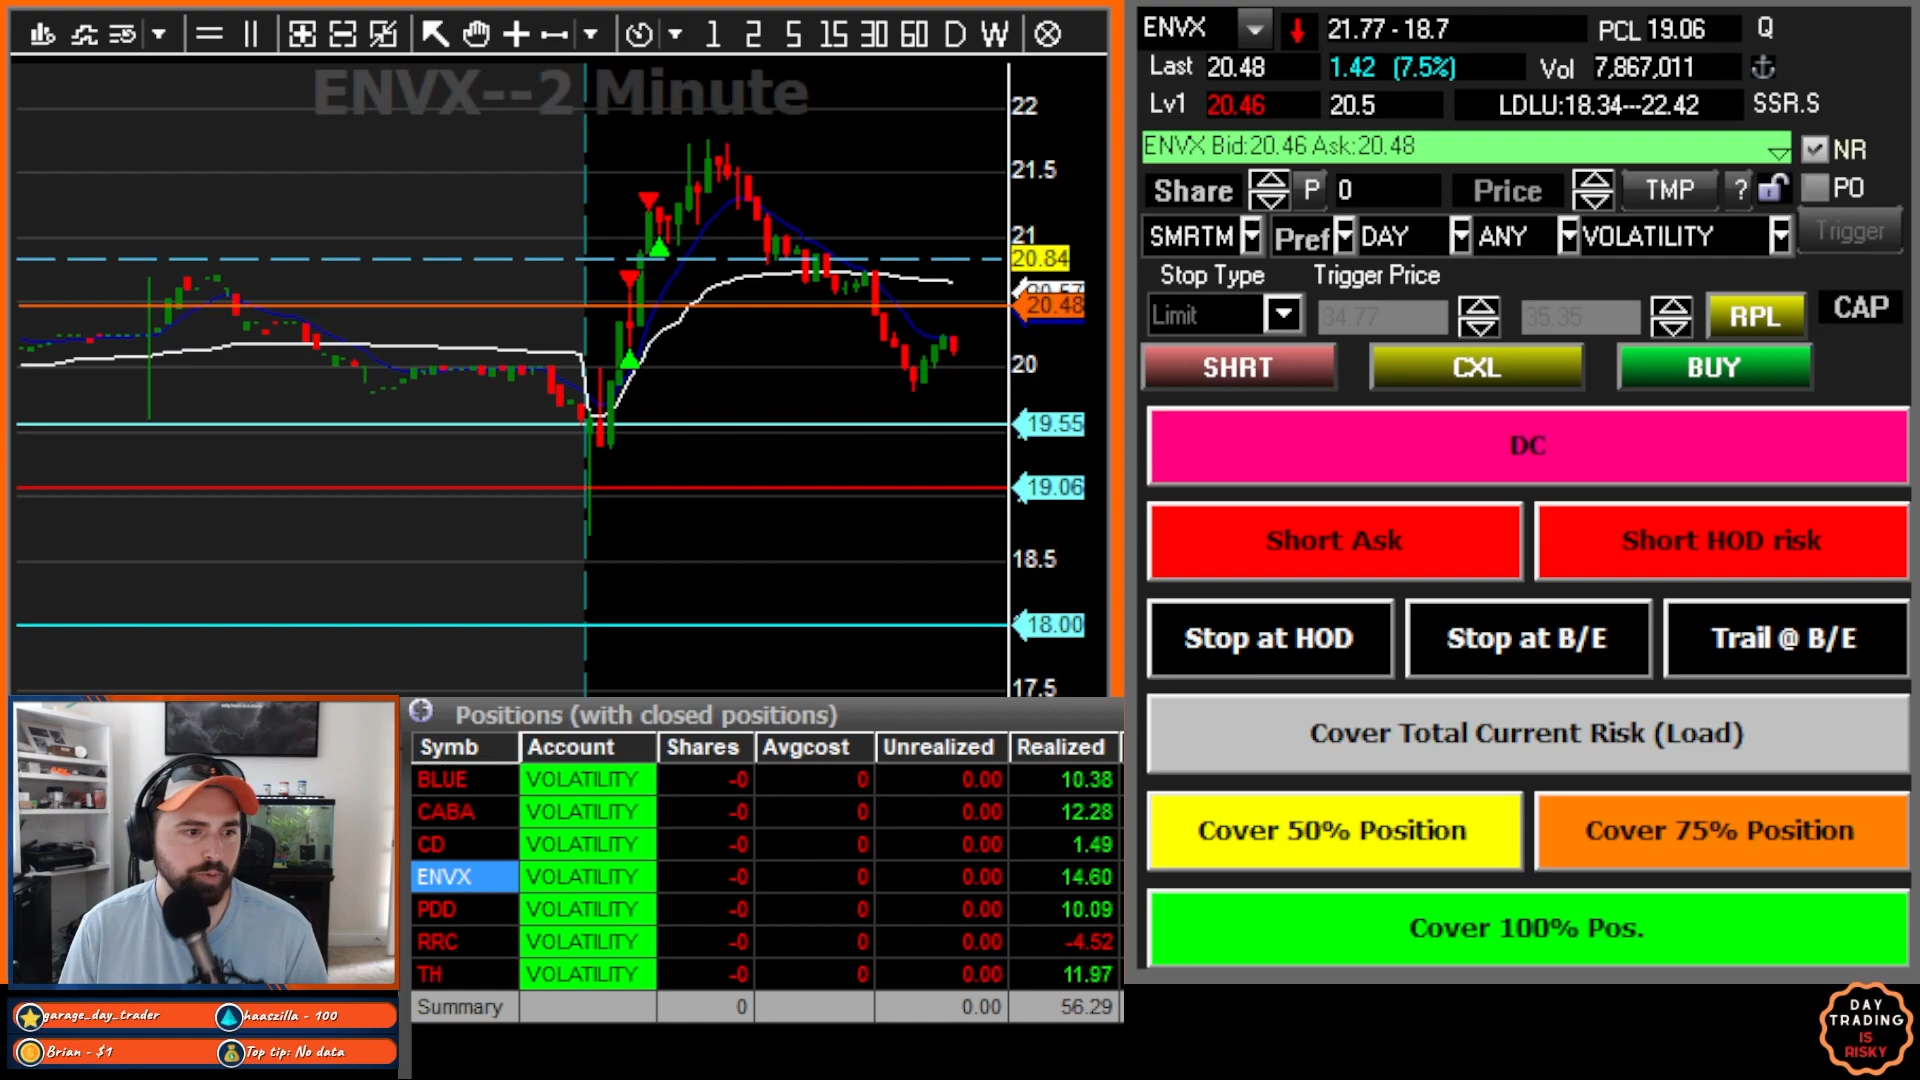 1 2 5 15 30 60 D W
ENVX--2 Minute
22
21.5
21
20.84
20.57
20.48
20
19.55
19.06
18.5
18.00
17.5
ENVX 21.77 - 18.7 PCL 19.06 Q
Last 20.48 1.42 (7.5%) Vol 7,867,011
Lv1 20.46 20.5 LDLU:18.34---22.42 SSR.S
ENVX Bid:20.46 Ask:20.48 NR
Share P 0 Price TMP ? PO
SMRTM Pref DAY ANY VOLATILITY Trigger
Stop Type Trigger Price
Limit 34.77 35.35 RPL CAP
SHRT CXL BUY
DC
Short Ask Short HOD risk
Stop at HOD Stop at B/E Trail @ B/E
Cover Total Current Risk (Load)
Cover 50% Position Cover 75% Position
Cover 100% Pos.
Positions (with closed positions)
Symb Account Shares Avgcost Unrealized Realized
BLUE VOLATILITY -0 0 0.00 10.38
CABA VOLATILITY -0 0 0.00 12.28
CD VOLATILITY -0 0 0.00 1.49
ENVX VOLATILITY -0 0 0.00 14.60
PDD VOLATILITY -0 0 0.00 10.09
RRC VOLATILITY -0 0 0.00 -4.52
TH VOLATILITY -0 0 0.00 11.97
Summary 0 0.00 56.29
garage_day_trader haaszilla - 100
Brian - $1 Top tip: No data
DAY
TRADING
IS
RISKY